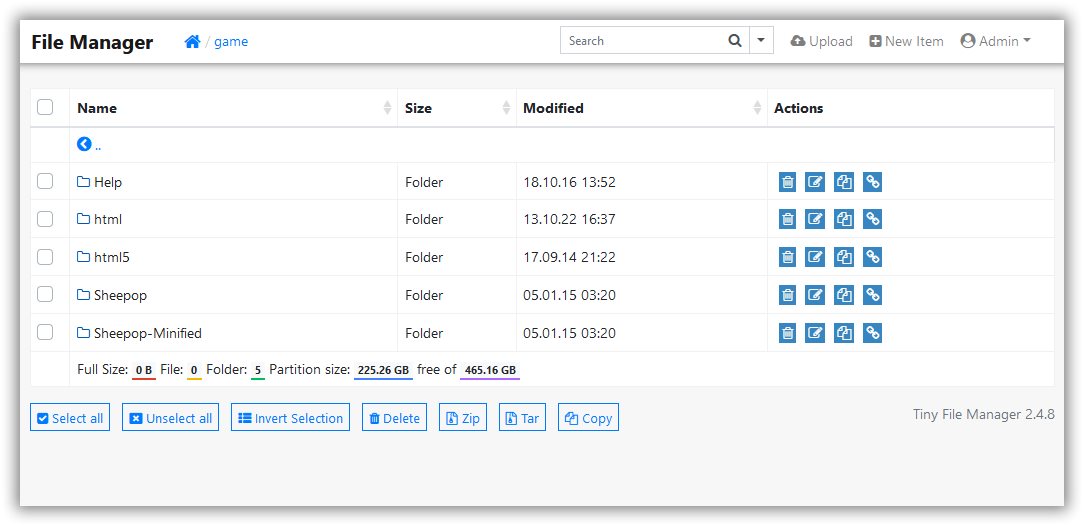 File Manager / game Search Upload New Item Admin
Name Size Modified Actions
..
Help Folder 18.10.16 13:52
html Folder 13.10.22 16:37
html5 Folder 17.09.14 21:22
Sheepop Folder 05.01.15 03:20
Sheepop-Minified Folder 05.01.15 03:20
Full Size: 0 B File: 0 Folder: 5 Partition size: 225.26 GB free of 465.16 GB
Select all Unselect all Invert Selection Delete Zip Tar Copy Tiny File Manager 2.4.8